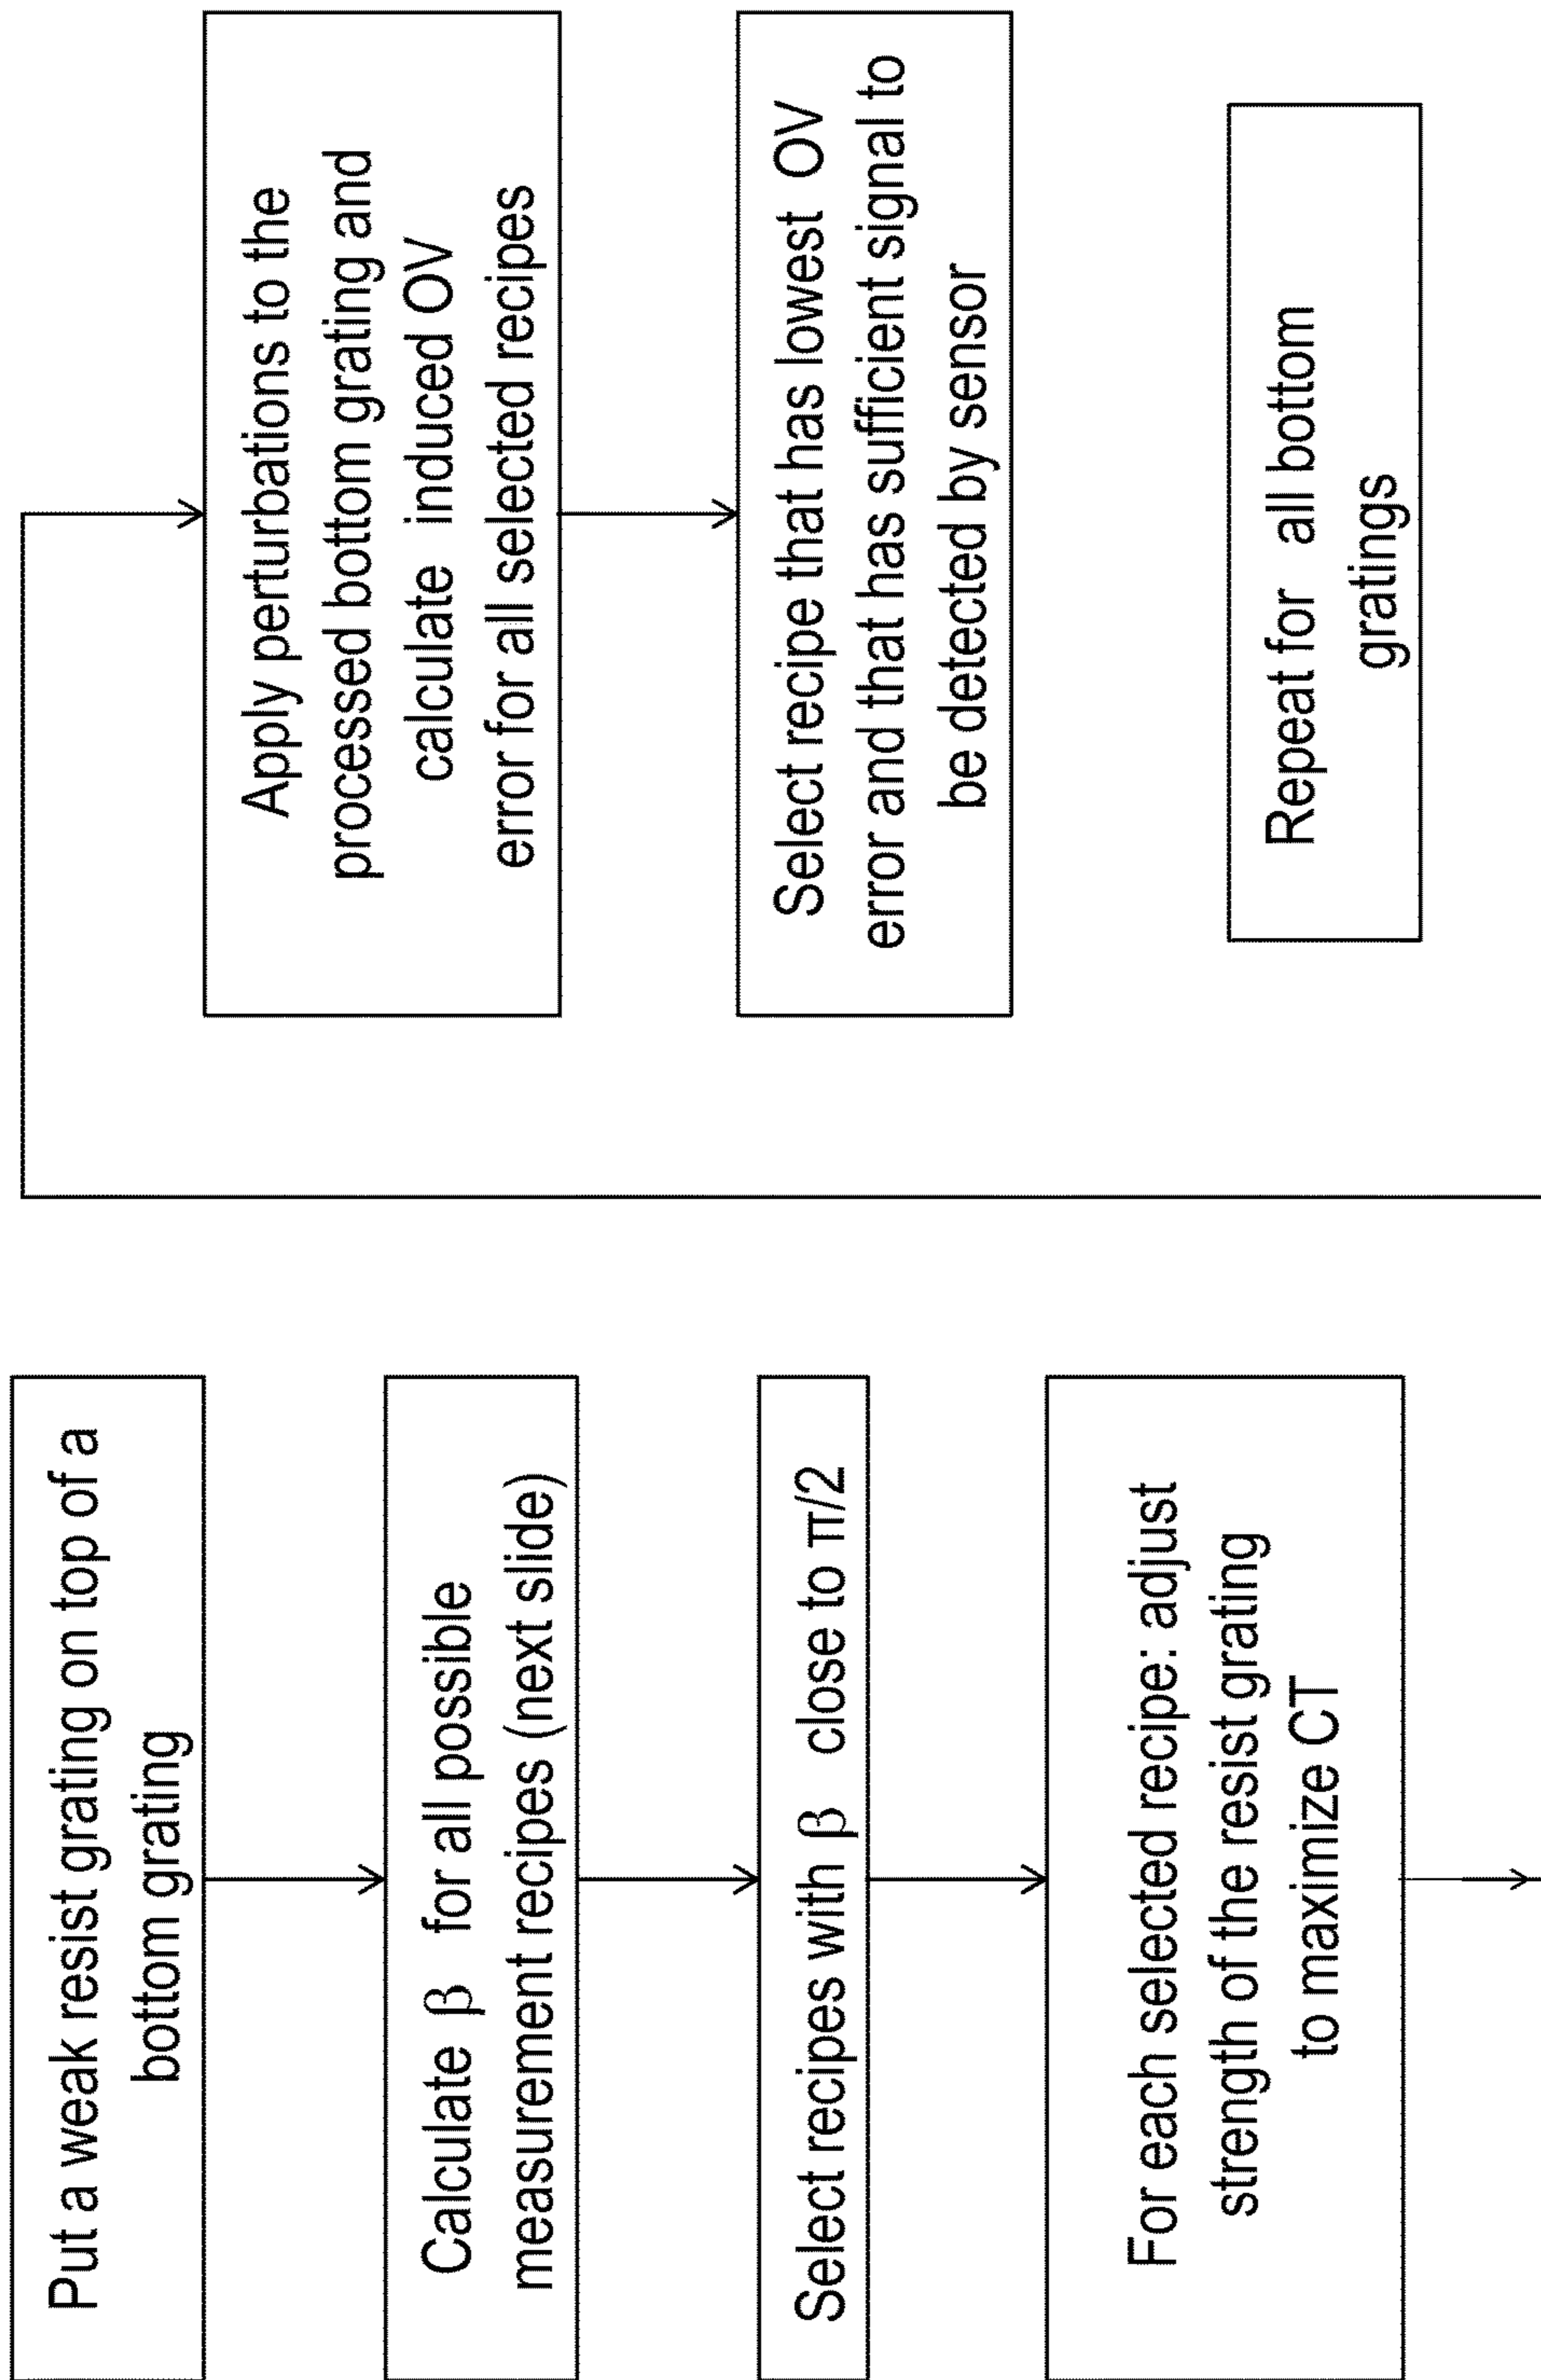 Put a weak resist grating on top of a
bottom grating
Calculate β for all possible
measurement recipes (next slide)
Select recipes with β close to π/2
For each selected recipe: adjust
strength of the resist grating
to maximize CT
Apply perturbations to the
processed bottom grating and
calculate induced OV
error for all selected recipes
Select recipe that has lowest OV
error and that has sufficient signal to
be detected by sensor
Repeat for all bottom
gratings